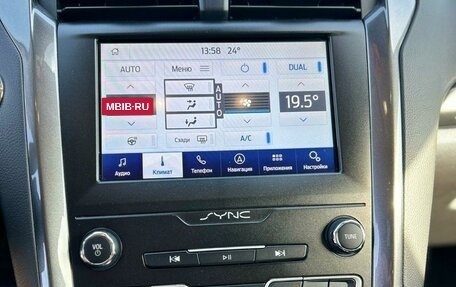 13:58 24°
AUTO Меню DUAL
MBIB-RU AUTO 19.5°
Сзади A/C
Аудио Климат Телефон Навигация Приложения Настройки
SYNC
VOL TUNE